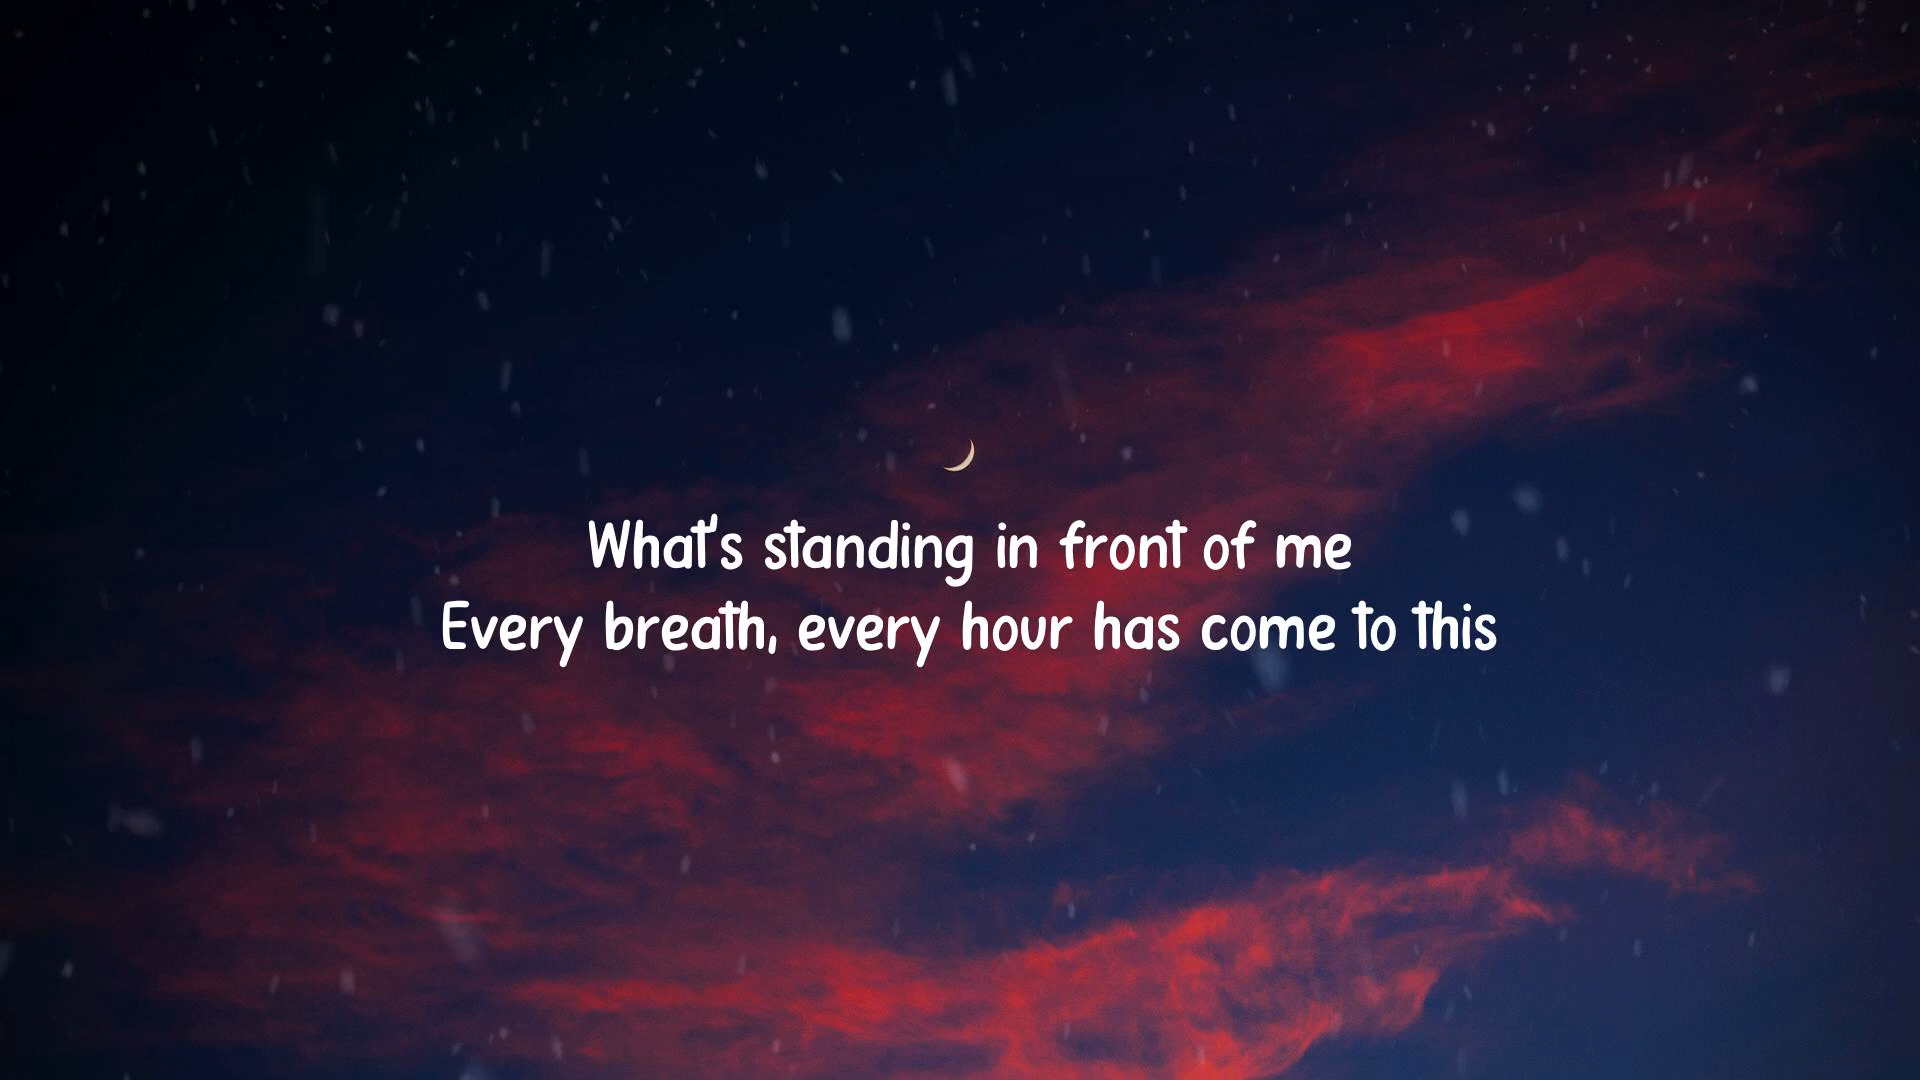 What's standing in front of me
Every breath, every hour has come to this